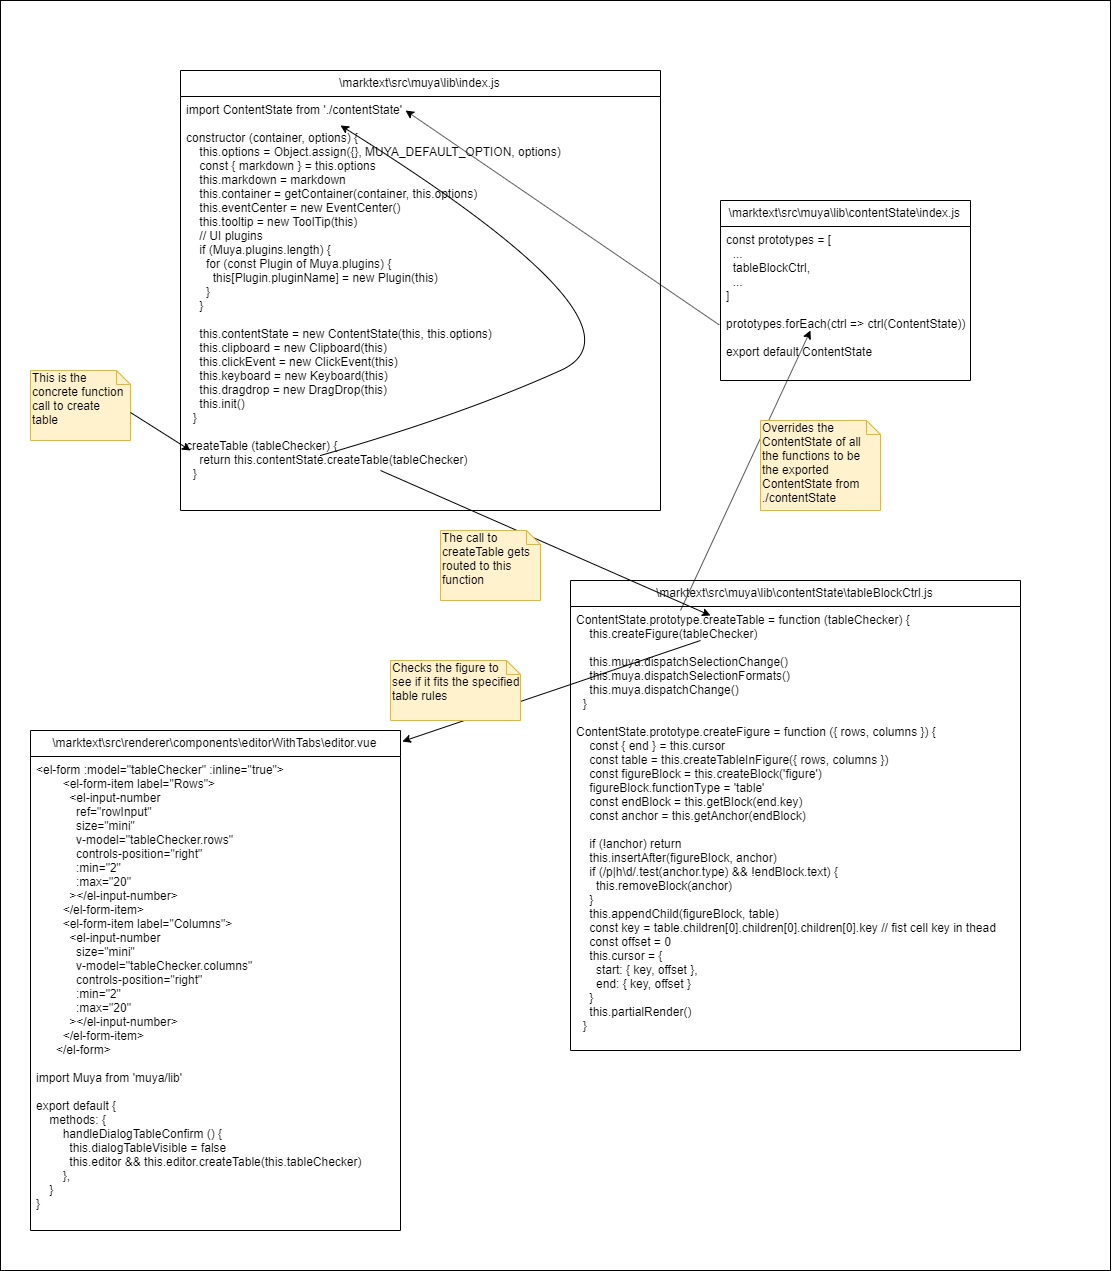 \marktext\src\muya\lib\index.js
import ContentState from './contentState'
constructor (container, options) {
this.options = Object.assign({}, MUYA_DEFAULT_OPTION, options)
const { markdown } = this.options
this.markdown = markdown
this.container = getContainer(container, this.options)
this.eventCenter = new EventCenter()
this.tooltip = new ToolTip(this)
// UI plugins
if (Muya.plugins.length) {
for (const Plugin of Muya.plugins) {
this[Plugin.pluginName] = new Plugin(this)
}
}
this.contentState = new ContentState(this, this.options)
this.clipboard = new Clipboard(this)
this.clickEvent = new ClickEvent(this)
this.keyboard = new Keyboard(this)
this.dragdrop = new DragDrop(this)
this.init()
}
createTable (tableChecker) {
return this.contentState.createTable(tableChecker)
}
\marktext\src\muya\lib\contentState\index.js
const prototypes = [
...
tableBlockCtrl,
...
]
prototypes.forEach(ctrl => ctrl(ContentState))
export default ContentState
This is the
concrete function
call to create
table
Overrides the
ContentState of all
the functions to be
the exported
ContentState from
./contentState
The call to
createTable gets
routed to this
function
\marktext\src\muya\lib\contentState\tableBlockCtrl.js
ContentState.prototype.createTable = function (tableChecker) {
this.createFigure(tableChecker)
this.muya.dispatchSelectionChange()
this.muya.dispatchSelectionFormats()
this.muya.dispatchChange()
}
ContentState.prototype.createFigure = function ({ rows, columns }) {
const { end } = this.cursor
const table = this.createTableInFigure({ rows, columns })
const figureBlock = this.createBlock('figure')
figureBlock.functionType = 'table'
const endBlock = this.getBlock(end.key)
const anchor = this.getAnchor(endBlock)
if (!anchor) return
this.insertAfter(figureBlock, anchor)
if (/p|h\d/.test(anchor.type) && !endBlock.text) {
this.removeBlock(anchor)
}
this.appendChild(figureBlock, table)
const key = table.children[0].children[0].children[0].key // fist cell key in thead
const offset = 0
this.cursor = {
start: { key, offset },
end: { key, offset }
}
this.partialRender()
}
Checks the figure to
see if it fits the specified
table rules
\marktext\src\renderer\components\editorWithTabs\editor.vue
<el-form :model="tableChecker" :inline="true">
<el-form-item label="Rows">
<el-input-number
ref="rowInput"
size="mini"
v-model="tableChecker.rows"
controls-position="right"
:min="2"
:max="20"
></el-input-number>
</el-form-item>
<el-form-item label="Columns">
<el-input-number
size="mini"
v-model="tableChecker.columns"
controls-position="right"
:min="2"
:max="20"
></el-input-number>
</el-form-item>
</el-form>
import Muya from 'muya/lib'
export default {
methods: {
handleDialogTableConfirm () {
this.dialogTableVisible = false
this.editor && this.editor.createTable(this.tableChecker)
},
}
}